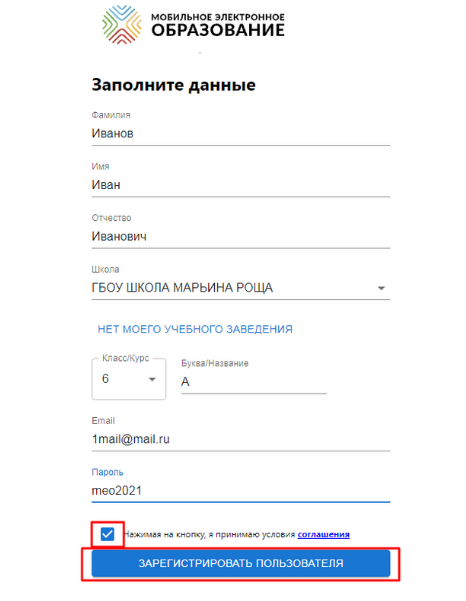 МОБИЛЬНОЕ ЭЛЕКТРОННОЕ
ОБРАЗОВАНИЕ
Заполните данные
Фамилия
Иванов
Имя
Иван
Отчество
Иванович
Школа
ГБОУ ШКОЛА МАРЬИНА РОЩА
НЕТ МОЕГО УЧЕБНОГО ЗАВЕДЕНИЯ
Класс/Курс
6
Буква/Название
А
Email
1mail@mail.ru
Пароль
meo2021
Нажимая на кнопку, я принимаю условия соглашения
ЗАРЕГИСТРИРОВАТЬ ПОЛЬЗОВАТЕЛЯ